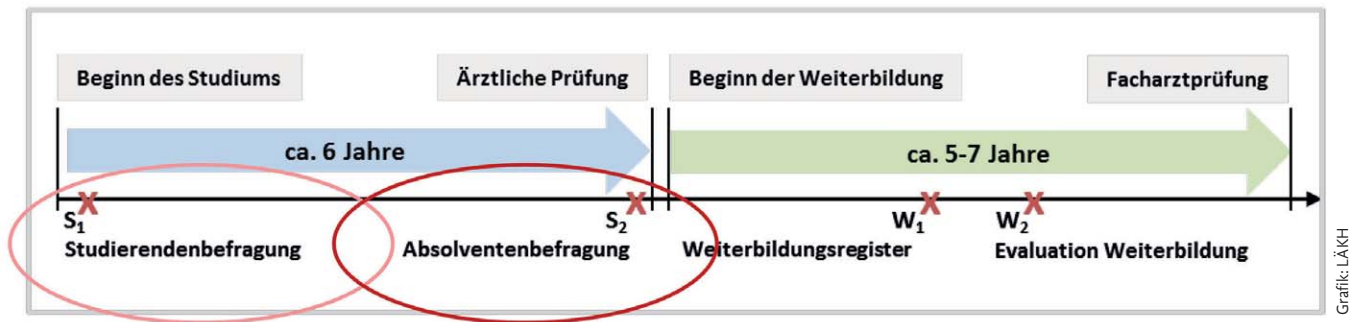 Beginn des Studiums
Ärztliche Prüfung
Beginn der Weiterbildung
Facharztprüfung
ca. 6 Jahre
ca. 5-7 Jahre
S₁
X
S₂
X
W₁
X
W₂
X
Studierendenbefragung
Absolventenbefragung
Weiterbildungsregister
Evaluation Weiterbildung
Grafik: LÄKH